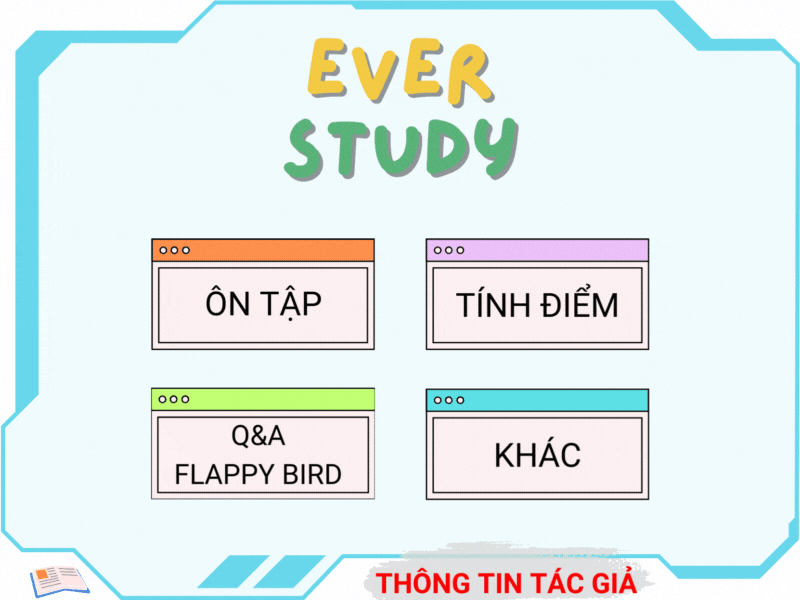 EVER
STUDY
ÔN TẬP
TÍNH ĐIỂM
Q&A
FLAPPY BIRD
KHÁC
THÔNG TIN TÁC GIẢ